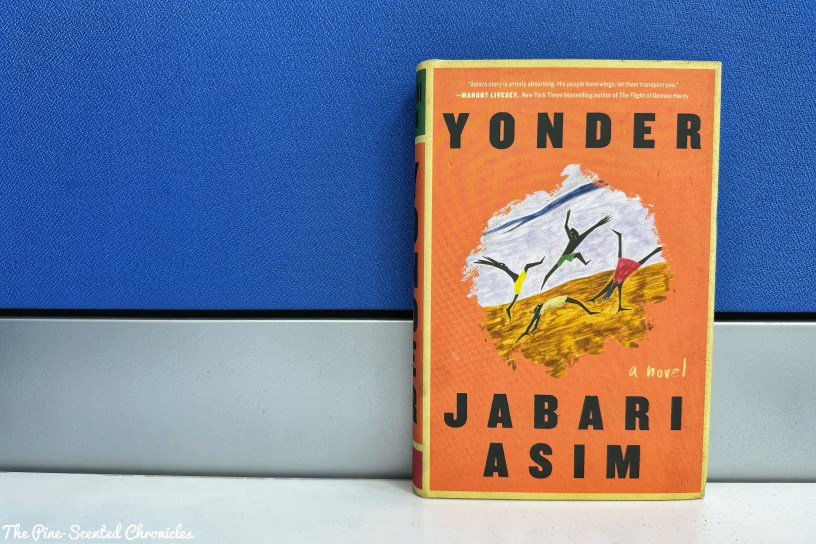 "Asim's story is utterly absorbing. His people have wings; let them transport you."
—MARGOT LIVESEY, New York Times bestselling author of The Flight of Gemma Hardy
YONDER
a novel
JABARI
ASIM
The Pine-Scented Chronicles